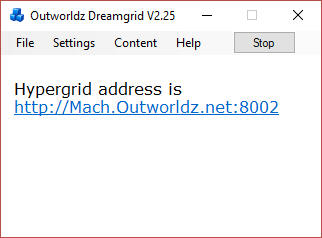 Outworldz Dreamgrid V2.25
File Settings Content Help Stop
Hypergrid address is
http://Mach.Outworldz.net:8002